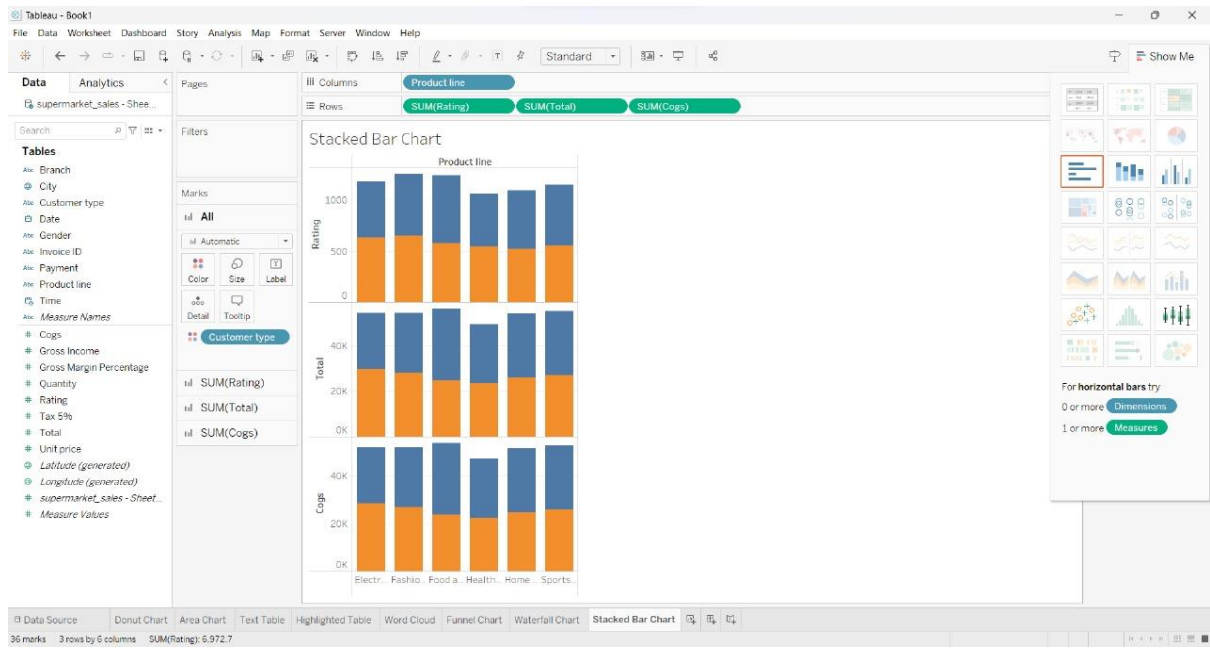 Tableau - Book1
File Data Worksheet Dashboard Story Analysis Map Format Server Window Help
Standard
Show Me
Data Analytics
supermarket_sales - Shee...
Search
Tables
Abc Branch
City
Abc Customer type
Date
Abc Gender
Abc Invoice ID
Abc Payment
Abc Product line
Time
Abc Measure Names
# Cogs
# Gross Income
# Gross Margin Percentage
# Quantity
# Rating
# Tax 5%
# Total
# Unit price
Latitude (generated)
Longitude (generated)
# supermarket_sales - Sheet...
# Measure Values
Pages
Filters
Marks
All
Automatic
Color Size Label
Detail Tooltip
Customer type
SUM(Rating)
SUM(Total)
SUM(Cogs)
Columns Product line
Rows SUM(Rating) SUM(Total) SUM(Cogs)
Stacked Bar Chart
Product line
Rating
1000
500
0
Total
40K
20K
0K
Cogs
40K
20K
0K
Electr.. Fashio.. Food a.. Health.. Home .. Sports..
For horizontal bars try
0 or more Dimensions
1 or more Measures
Data Source Donut Chart Area Chart Text Table Highlighted Table Word Cloud Funnel Chart Waterfall Chart Stacked Bar Chart
36 marks 3 rows by 6 columns SUM(Rating): 6,972.7